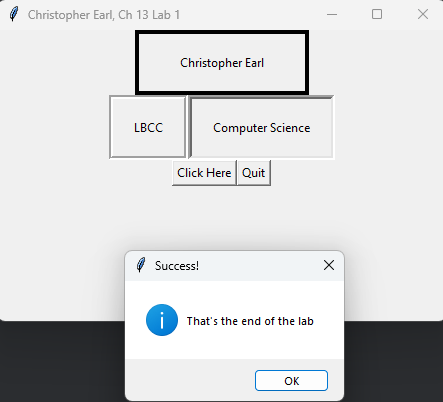 Christopher Earl, Ch 13 Lab 1
Christopher Earl
LBCC Computer Science
Click Here Quit
Success!
That's the end of the lab
OK